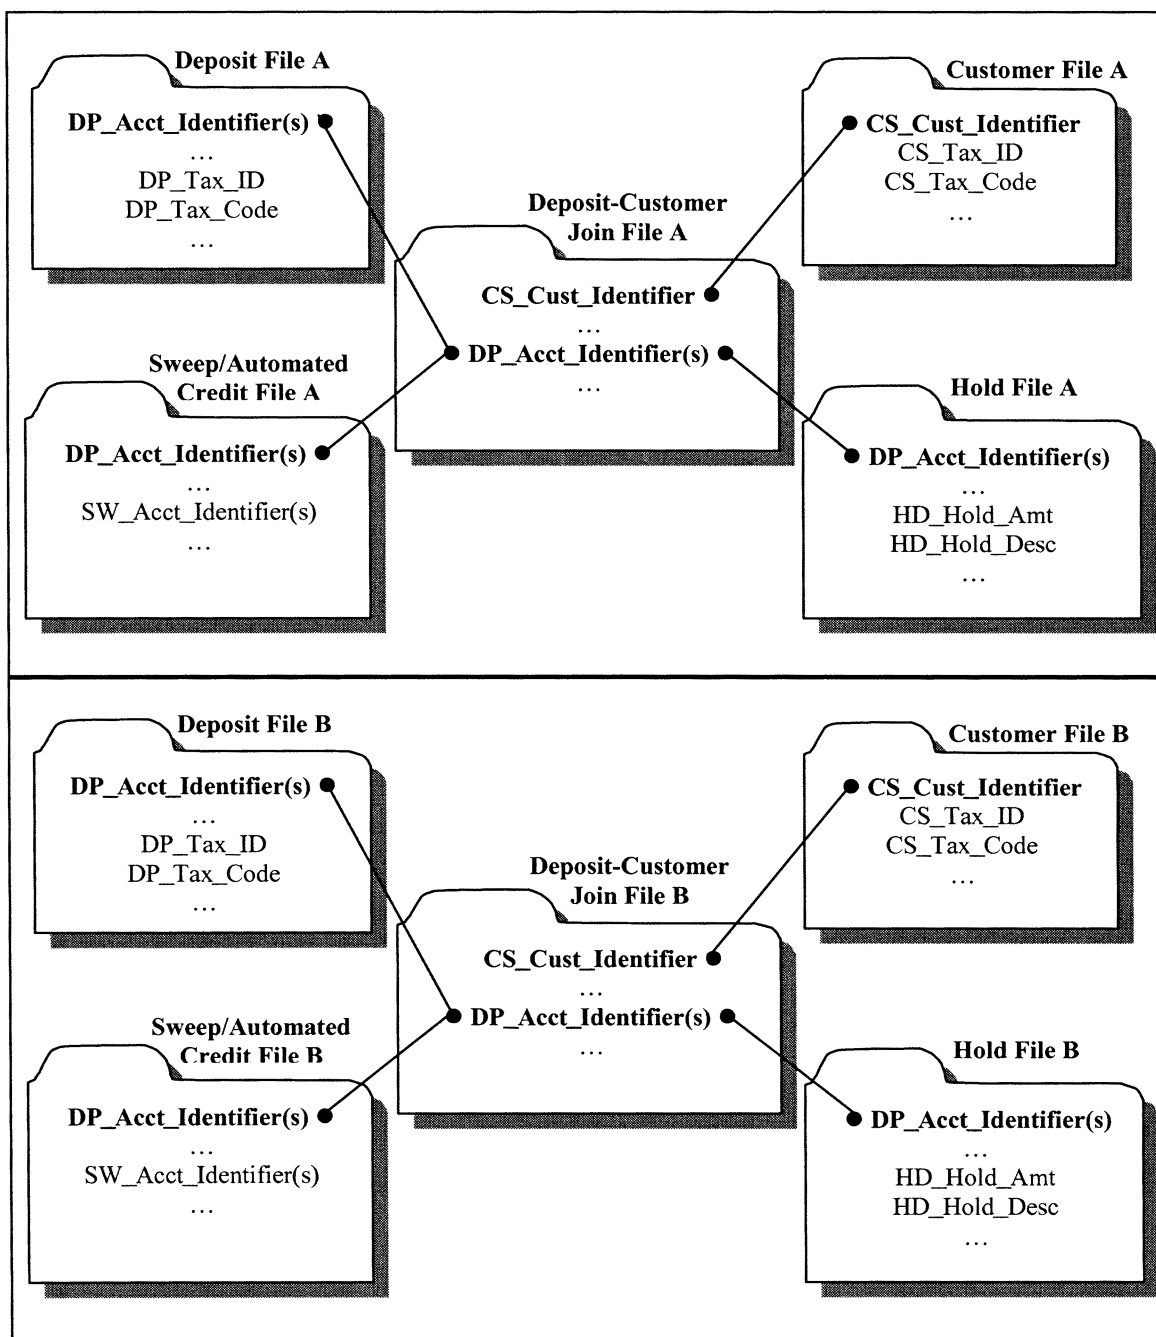 Deposit File A
DP_Acct_Identifier(s)
...
DP_Tax_ID
DP_Tax_Code
...
Customer File A
CS_Cust_Identifier
CS_Tax_ID
CS_Tax_Code
...
Deposit-Customer
Join File A
CS_Cust_Identifier
...
DP_Acct_Identifier(s)
...
Sweep/Automated
Credit File A
DP_Acct_Identifier(s)
...
SW_Acct_Identifier(s)
...
Hold File A
DP_Acct_Identifier(s)
...
HD_Hold_Amt
HD_Hold_Desc
...
Deposit File B
DP_Acct_Identifier(s)
...
DP_Tax_ID
DP_Tax_Code
...
Customer File B
CS_Cust_Identifier
CS_Tax_ID
CS_Tax_Code
...
Deposit-Customer
Join File B
CS_Cust_Identifier
...
DP_Acct_Identifier(s)
...
Sweep/Automated
Credit File B
DP_Acct_Identifier(s)
...
SW_Acct_Identifier(s)
...
Hold File B
DP_Acct_Identifier(s)
...
HD_Hold_Amt
HD_Hold_Desc
...